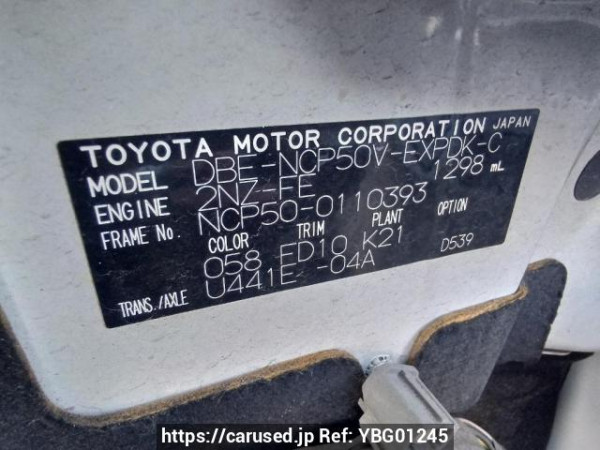 TOYOTA MOTOR CORPORATION JAPAN
MODEL DBE-NCP50V-EXPDK-C
ENGINE 2NZ-FE 1298 mL
FRAME No. NCP50-0110393
COLOR TRIM PLANT OPTION
058 FD10 K21 D539
TRANS./AXLE U441E -04A
https://carused.jp Ref: YBG01245